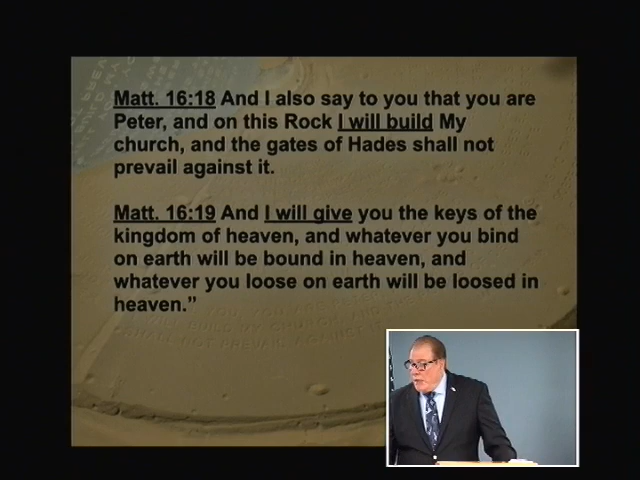 Matt. 16:18 And I also say to you that you are
Peter, and on this Rock I will build My
church, and the gates of Hades shall not
prevail against it.
Matt. 16:19 And I will give you the keys of the
kingdom of heaven, and whatever you bind
on earth will be bound in heaven, and
whatever you loose on earth will be loosed in
heaven.”